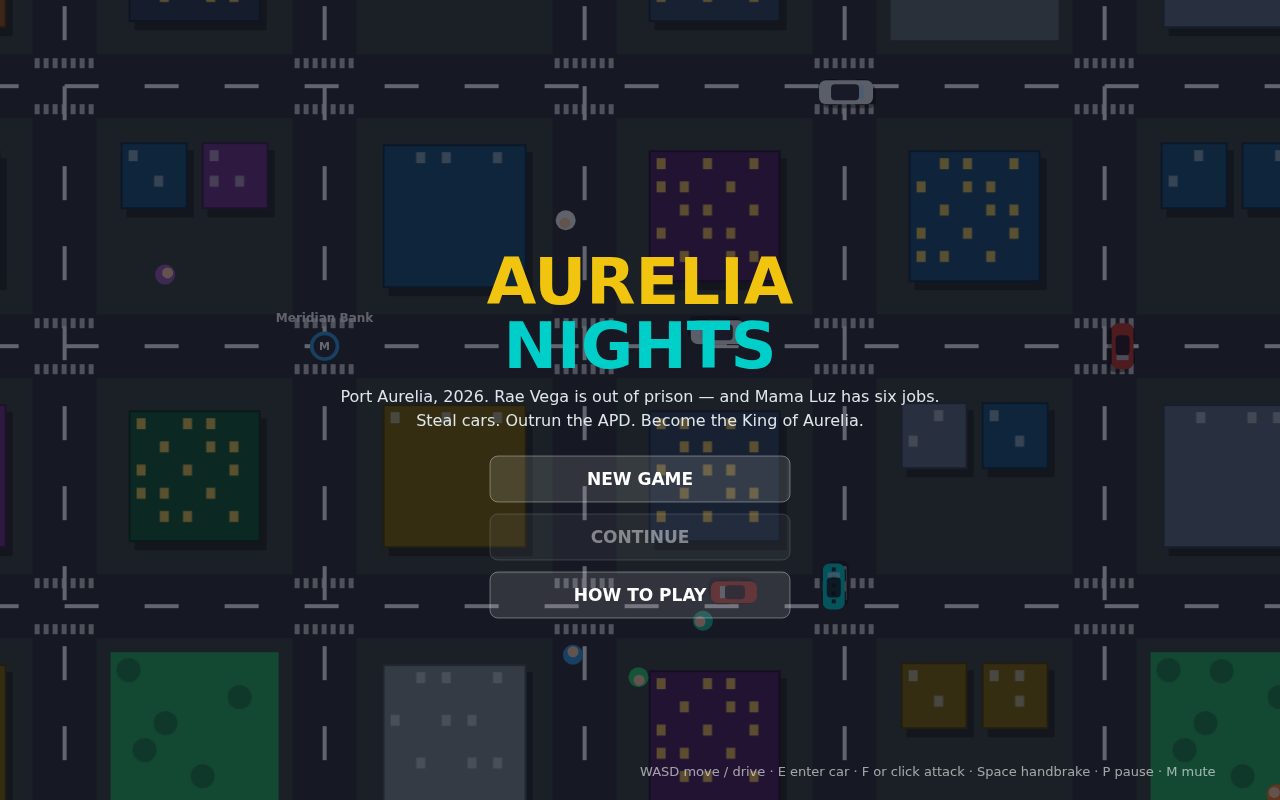 Meridian Bank
M
AURELIA
NIGHTS
Port Aurelia, 2026. Rae Vega is out of prison — and Mama Luz has six jobs.
Steal cars. Outrun the APD. Become the King of Aurelia.
NEW GAME
CONTINUE
HOW TO PLAY
WASD move / drive · E enter car · F or click attack · Space handbrake · P pause · M mute